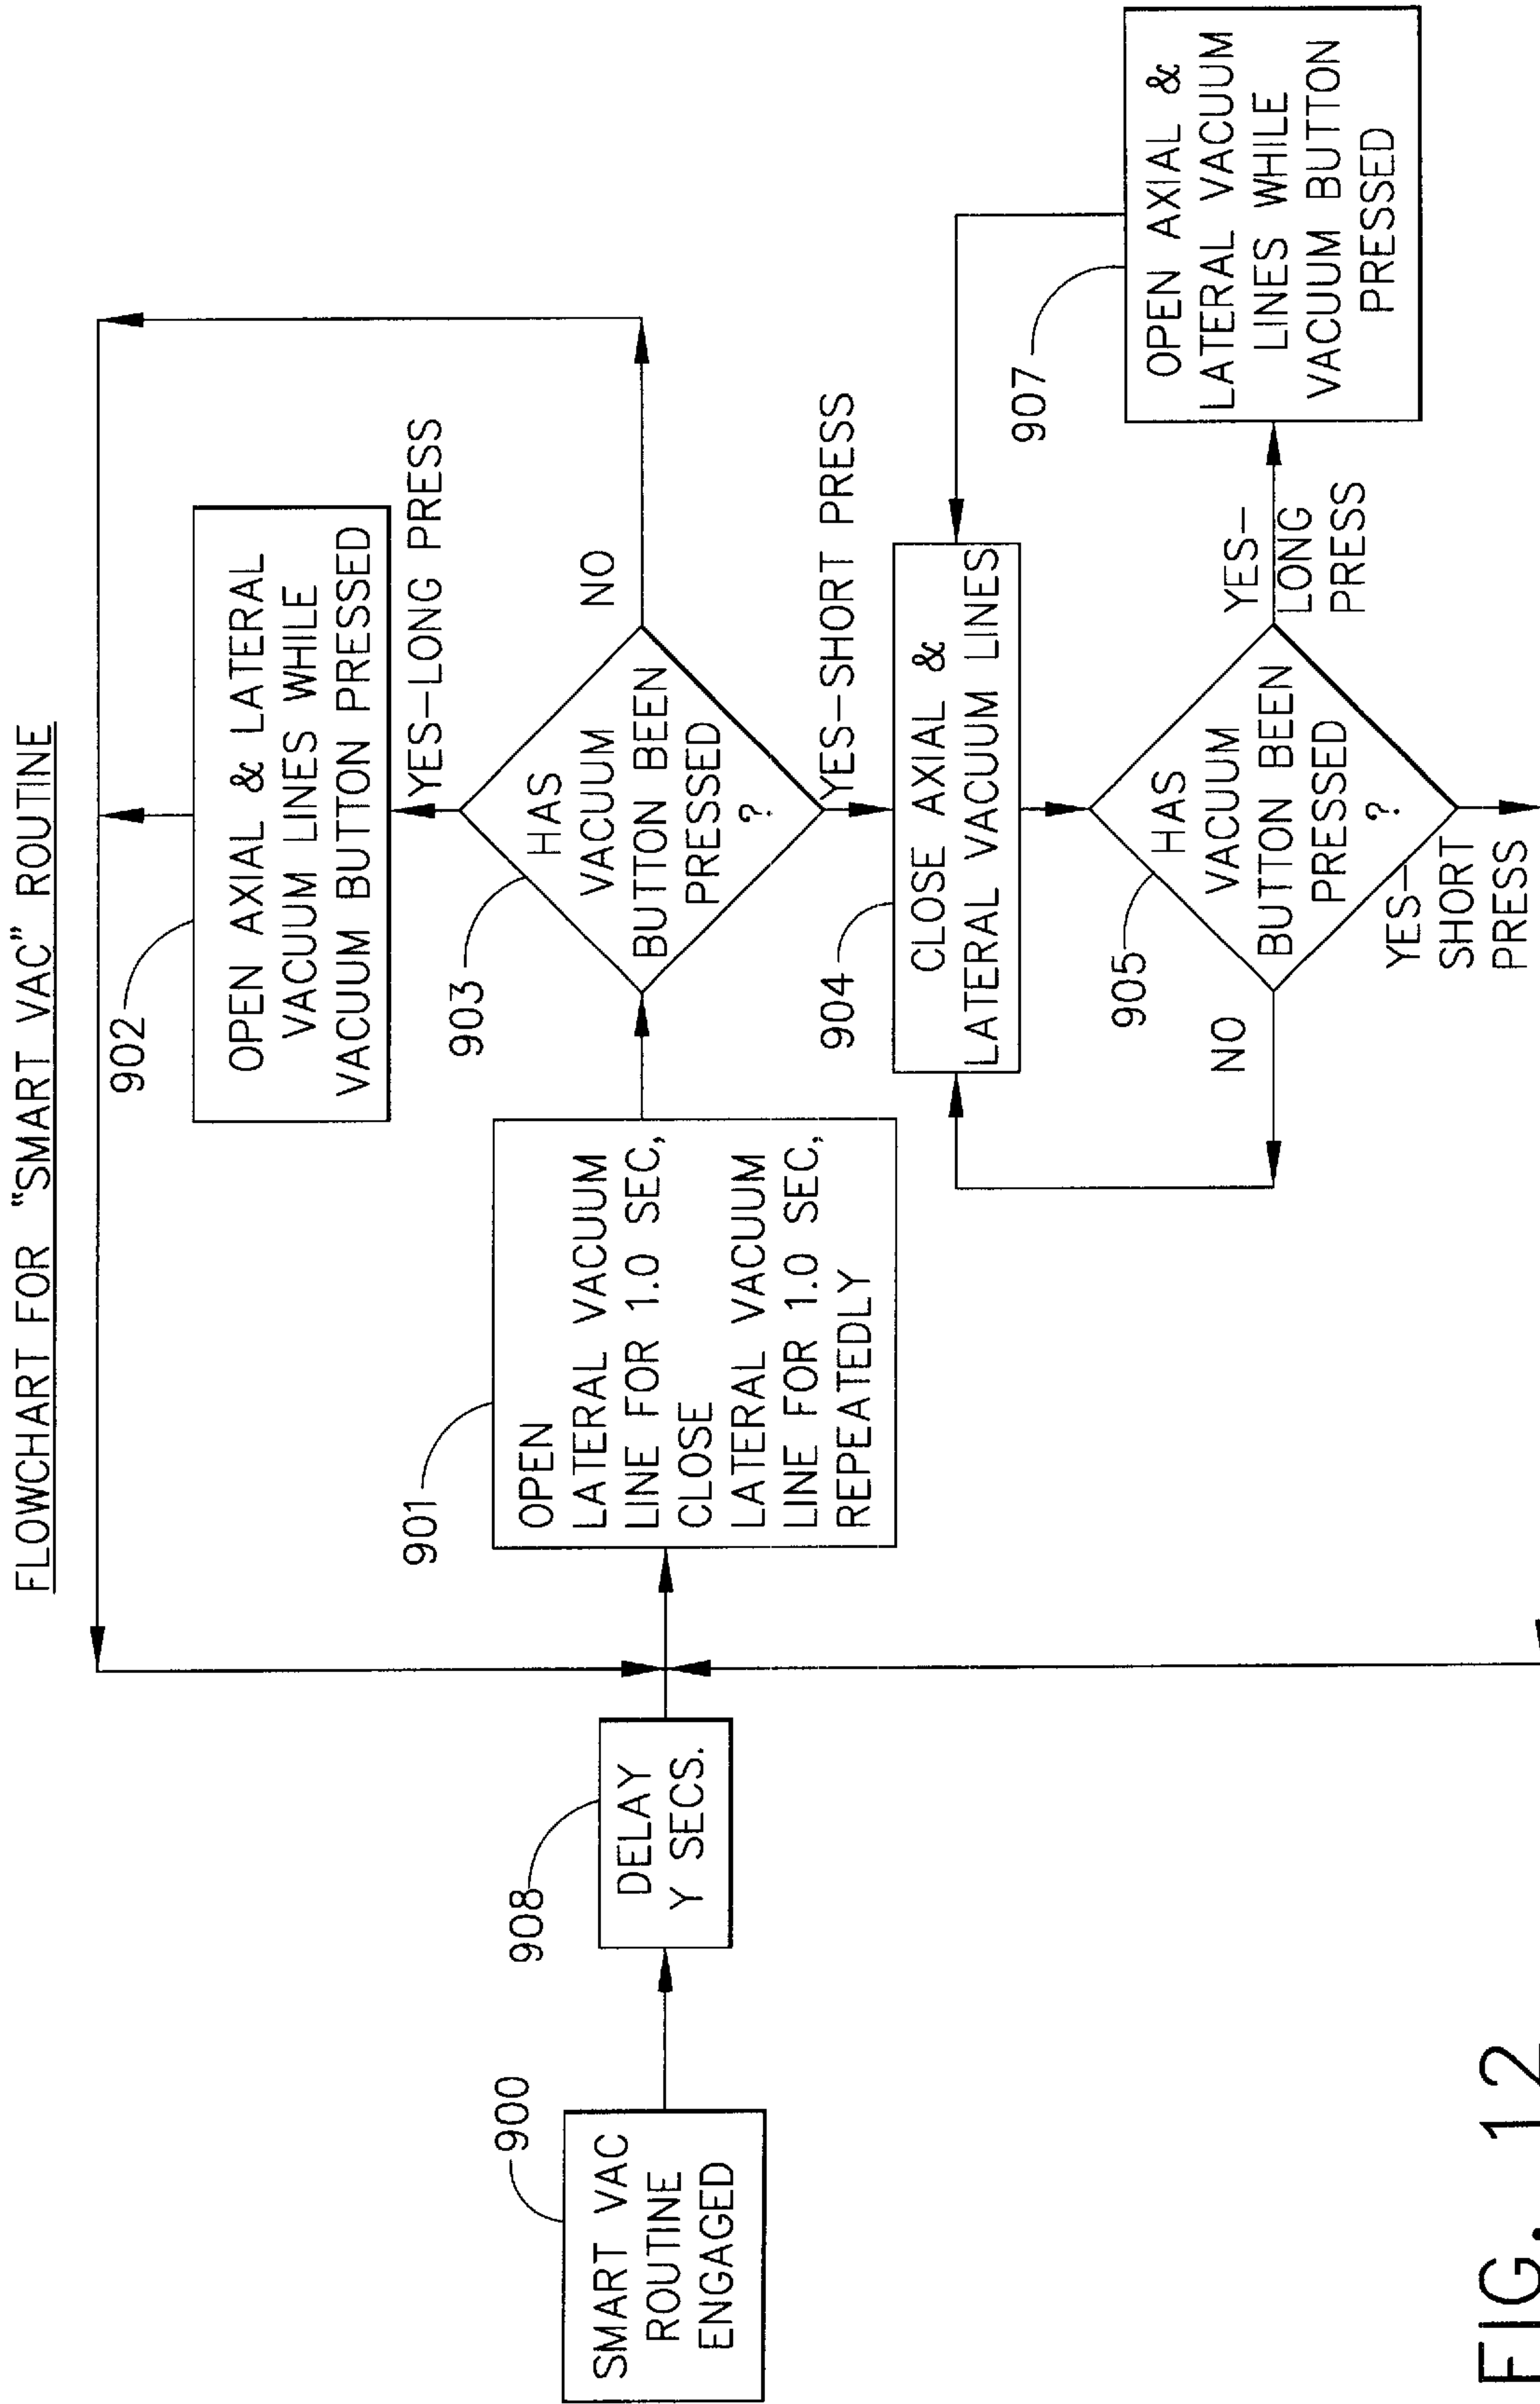 FLOWCHART FOR "SMART VAC" ROUTINE
900
SMART VAC
ROUTINE
ENGAGED
908
DELAY
Y SECS.
901
OPEN
LATERAL VACUUM
LINE FOR 1.0 SEC,
CLOSE
LATERAL VACUUM
LINE FOR 1.0 SEC,
REPEATEDLY
902
OPEN AXIAL & LATERAL
VACUUM LINES WHILE
VACUUM BUTTON PRESSED
YES-LONG PRESS
903
HAS
VACUUM
BUTTON BEEN
PRESSED
?
NO
YES-SHORT PRESS
904
CLOSE AXIAL &
LATERAL VACUUM LINES
905
HAS
VACUUM
BUTTON BEEN
PRESSED
?
NO
YES-
LONG
PRESS
YES-
SHORT
PRESS
907
OPEN AXIAL &
LATERAL VACUUM
LINES WHILE
VACUUM BUTTON
PRESSED
FIG. 12